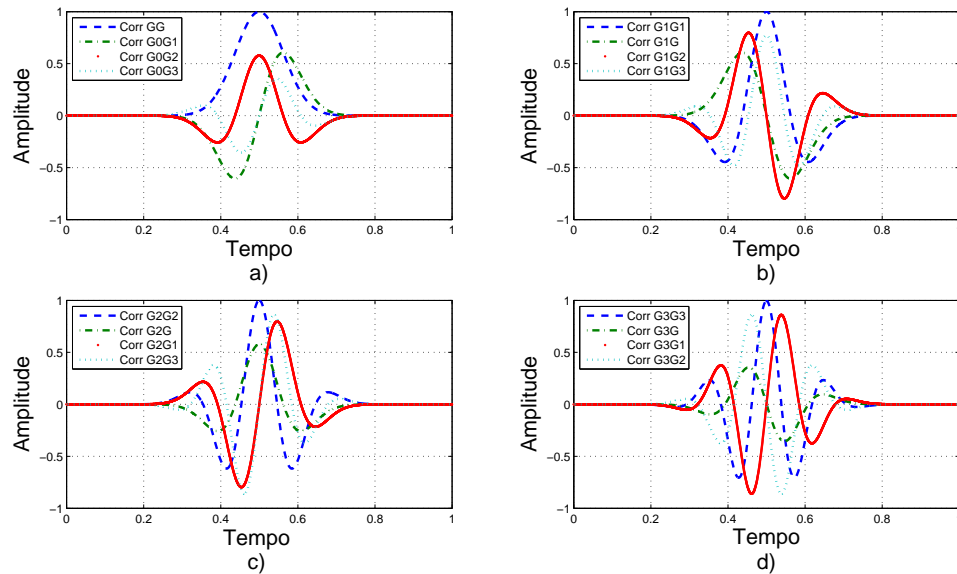 Corr GG
Corr G0G1
Corr G0G2
Corr G0G3
Amplitude
1
0.5
0
−0.5
−1
0
0.2
0.4
0.6
0.8
1
Tempo
a)
Corr G1G1
Corr G1G
Corr G1G2
Corr G1G3
Amplitude
1
0.5
0
−0.5
−1
0
0.2
0.4
0.6
0.8
Tempo
b)
Corr G2G2
Corr G2G
Corr G2G1
Corr G2G3
Amplitude
1
0.5
0
−0.5
−1
0
0.2
0.4
0.6
0.8
1
Tempo
c)
Corr G3G3
Corr G3G
Corr G3G1
Corr G3G2
Amplitude
1
0.5
0
−0.5
−1
0
0.2
0.4
0.6
0.8
Tempo
d)